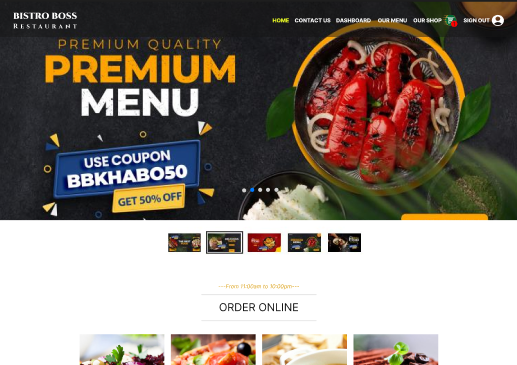 BISTRO BOSS
RESTAURANT
HOME CONTACT US DASHBOARD OUR MENU OUR SHOP SIGN OUT
PREMIUM QUALITY
PREMIUM
MENU
USE COUPON
BBKHABO50
GET 50% OFF
---From 11:00am to 10:00pm---
ORDER ONLINE